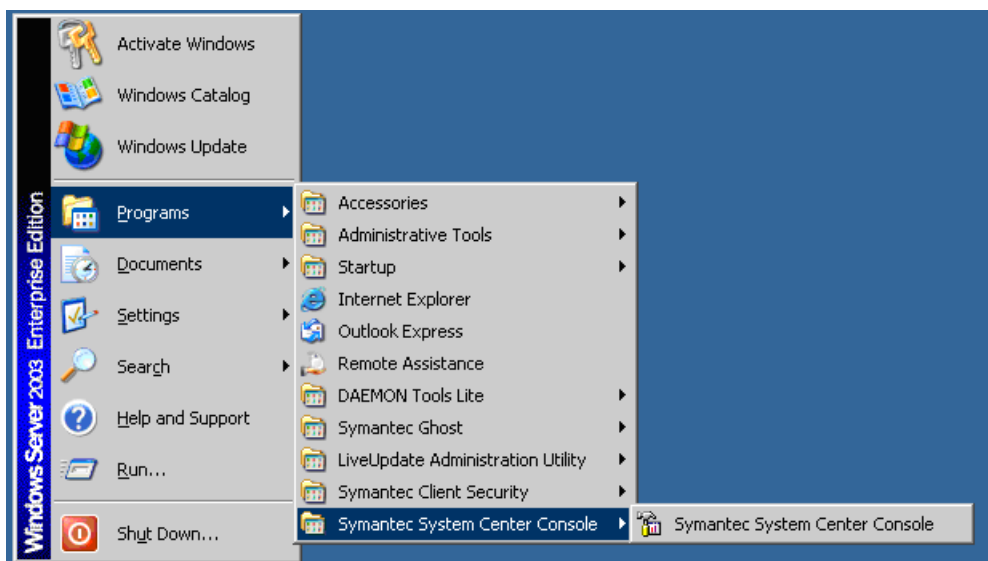 Windows Server 2003 Enterprise Edition
Activate Windows
Windows Catalog
Windows Update
Programs
Documents
Settings
Search
Help and Support
Run...
Shut Down...
Accessories
Administrative Tools
Startup
Internet Explorer
Outlook Express
Remote Assistance
DAEMON Tools Lite
Symantec Ghost
LiveUpdate Administration Utility
Symantec Client Security
Symantec System Center Console
Symantec System Center Console